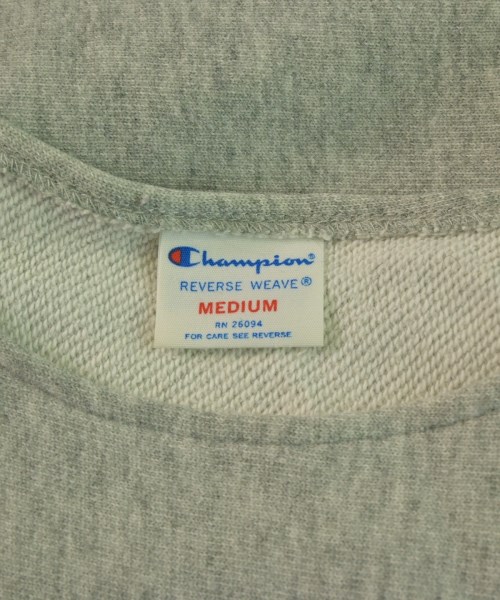 Champion®
REVERSE WEAVE®
MEDIUM
RN 26094
FOR CARE SEE REVERSE